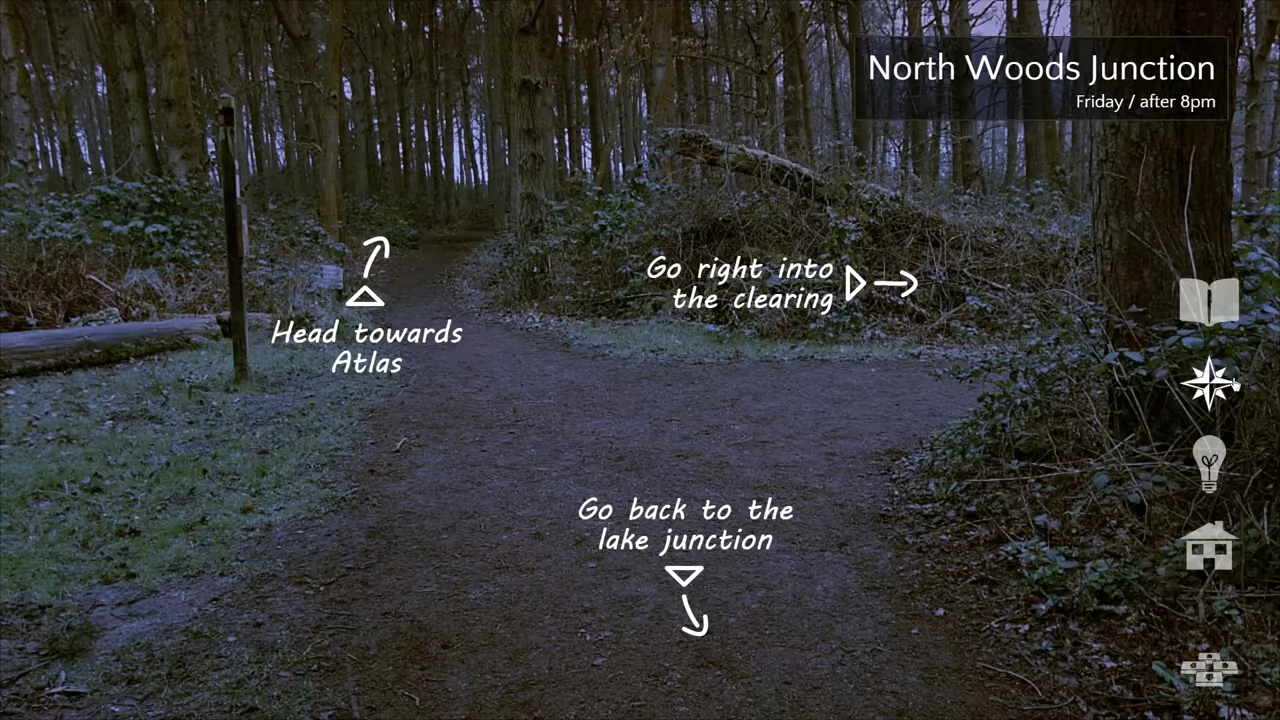 North Woods Junction
Friday / after 8pm
Go right into
the clearing
Head towards
Atlas
Go back to the
lake junction